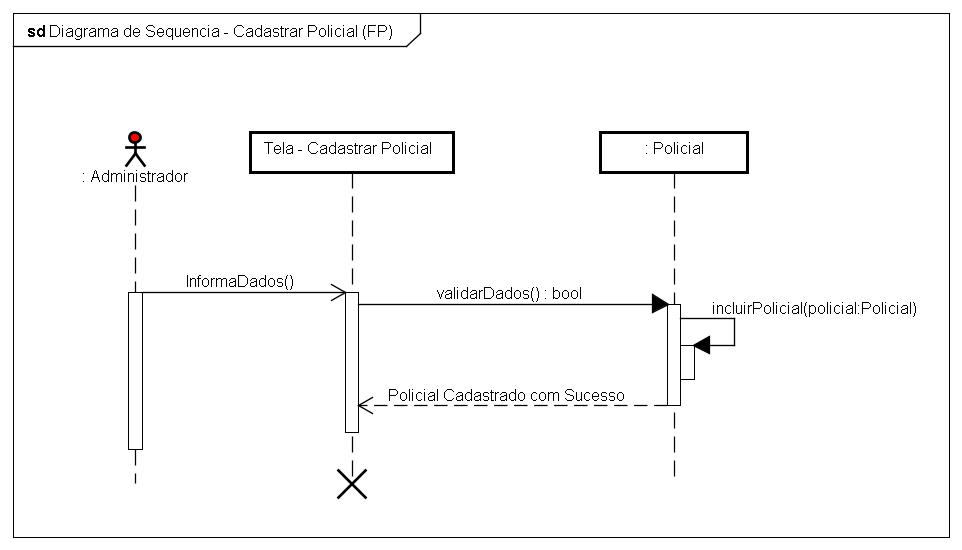 sd Diagrama de Sequencia - Cadastrar Policial (FP)
: Administrador
Tela - Cadastrar Policial
: Policial
InformaDados()
validarDados() : bool
incluirPolicial(policial:Policial)
Policial Cadastrado com Sucesso